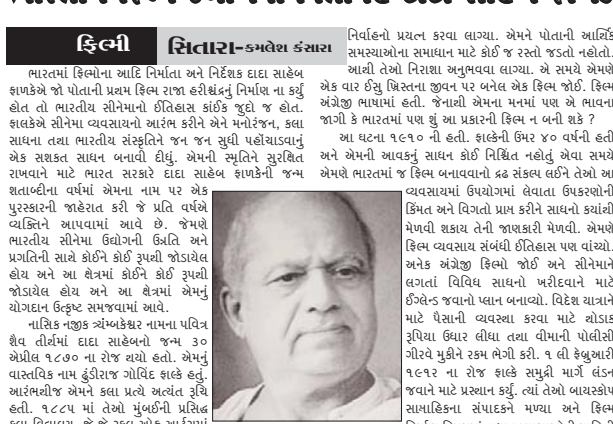 ફિલ્મી
સિતારા-કમલેશ કંસારા
ભારતમાં ફિલ્મોના આદિ નિર્માતા અને નિર્દેશક દાદા સાહેબ
ફાળકેએ જો પોતાની પ્રથમ ફિલ્મ રાજા હરીશ્ચંદ્રનું નિર્માણ ના કર્યું
હોત તો ભારતીય સીનેમાનો ઈતિહાસ કાંઈક જુદો જ હોત.
ફાલકેએ સીનેમા વ્યવસાયનો આરંભ કરીને એને મનોરંજન, કલા
સાધના તથા ભારતીય સંસ્કૃતિને જન જન સુધી પહોંચાડવાનું
એક સશકત સાધન બનાવી દીધું. એમની સ્મૃતિને સુરક્ષિત
રાખવાને માટે ભારત સરકારે દાદા સાહેબ ફાળકેની જન્મ
શતાબ્દીના વર્ષમાં એમના નામ પર એક
પુરસ્કારની જાહેરાત કરી જે પ્રતિ વર્ષએ
વ્યક્તિને આપવામાં આવે છે. જેમણે
ભારતીય સીનેમા ઉદ્યોગની ઉન્નતિ અને
પ્રગતિની સાથે કોઈને કોઈ રૂપથી જોડાયેલ
હોય અને આ ક્ષેત્રમાં કોઈને કોઈ રૂપથી
જોડાયેલ હોય અને આ ક્ષેત્રમાં એમનું
યોગદાન ઉત્કૃષ્ટ સમજવામાં આવે.
નાસિક નજીક ત્ર્યંબકેશ્વર નામના પવિત્ર
શૈવ તીર્થમાં દાદા સાહેબનો જન્મ ૩૦
એપ્રીલ ૧૮૭૦ ના રોજ થયો હતો. એમનું
વાસ્તવિક નામ ઢુંડીરાજ ગોવિંદ ફાલ્કે હતું.
આરંભથીજ એમને કલા પ્રત્યે અત્યંત રૂચિ
હતી. ૧૮૮૫ માં તેઓ મુંબઈની પ્રસિદ્ધ
નિર્વાહનો પ્રયત્ન કરવા લાગ્યા. એમને પોતાની આર્થિક
સમસ્યાઓના સમાધાન માટે કોઈ જ રસ્તો જડતો નહોતો.
આથી તેઓ નિરાશા અનુભવવા લાગ્યા. એ સમયે એમણે
એક વાર ઈસુ ખ્રિસ્તના જીવન પર બનેલ એક ફિલ્મ જોઈ. ફિલ્મ
અંગ્રેજી ભાષામાં હતી. જેનાથી એમના મનમાં પણ એ ભાવના
જાગી કે ભારતમાં પણ શું આ પ્રકારની ફિલ્મ ન બની શકે ?
આ ઘટના ૧૯૧૦ ની હતી. ફાલ્કેની ઉંમર ૪૦ વર્ષની હતી
અને એમની આવકનું સાધન કોઈ નિશ્ચિંત નહોતું એવા સમયે
એમણે ભારતમાં જ ફિલ્મ બનાવવાનો દ્રઢ સંકલ્પ લઈને તેઓ આ
વ્યવસાયમાં ઉપયોગમાં લેવાતા ઉપકરણોની
કિંમત અને વિગતો પ્રાપ્ત કરીને સાધનો કયાંથી
મેળવી શકાય તેની જાણકારી મેળવી. એમણે
ફિલ્મ વ્યવસાય સંબંધી ઈતિહાસ પણ વાંચ્યો.
અનેક અંગ્રેજી ફિલ્મો જોઈ અને સીનેમાને
લગતાં વિવિધ સાધનો ખરીદવાને માટે
ઈંગ્લેન્ડ જવાનો પ્લાન બનાવ્યો. વિદેશ યાત્રાને
માટે પૈસાની વ્યવસ્થા કરવા માટે થોડાક
રૂપિયા ઉધાર લીધા તથા વીમાની પોલીસી
ગીરવે મુકીને રકમ ભેગી કરી. ૧ લી ફેબ્રુઆરી
૧૯૧૨ ના રોજ ફાલ્કે સમુદ્રી માર્ગે લંડન
જવાને માટે પ્રસ્થાન કર્યું. ત્યાં તેઓ બાયસ્કોપ
સાપ્તાહિકના સંપાદકને મળ્યા અને ફિલ્મ